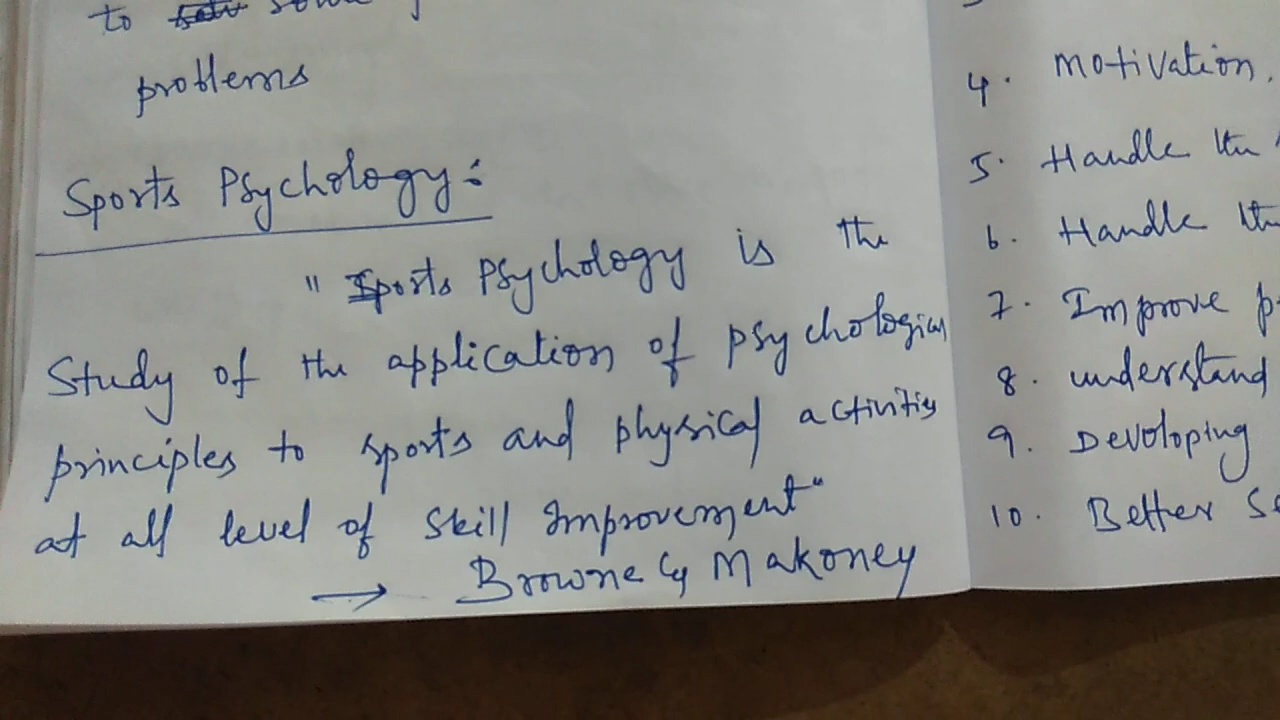 to
problems
Sports Psychology:
" Sports Psychology is the
Study of the application of psychological
principles to sports and physical activities
at all level of skill Improvement"
→ Browne & Makoney
4. Motivation.
5. Handle the
6. Handle the
7. Improve
8. understand
9. Devoloping
10. Better